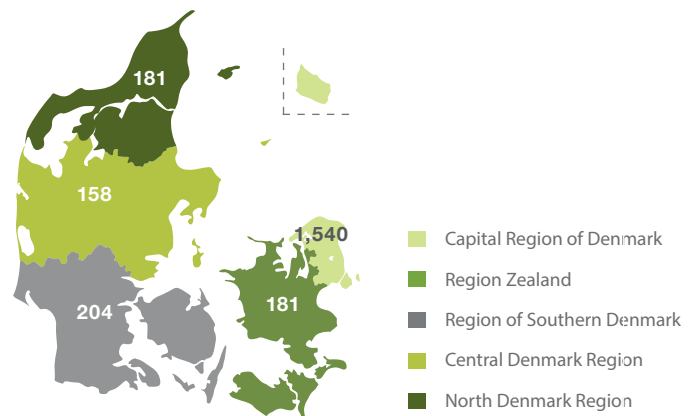 181
158
1,540
204
181
Capital Region of Denmark
Region Zealand
Region of Southern Denmark
Central Denmark Region
North Denmark Region